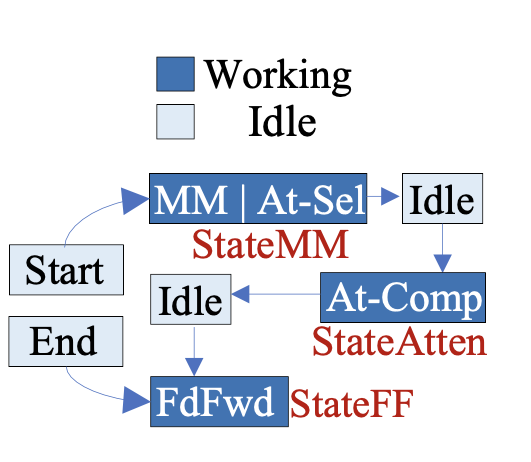 Working
Idle
MM | At-Sel
Idle
StateMM
Start
Idle
At-Comp
End
StateAtten
FdFwd
StateFF